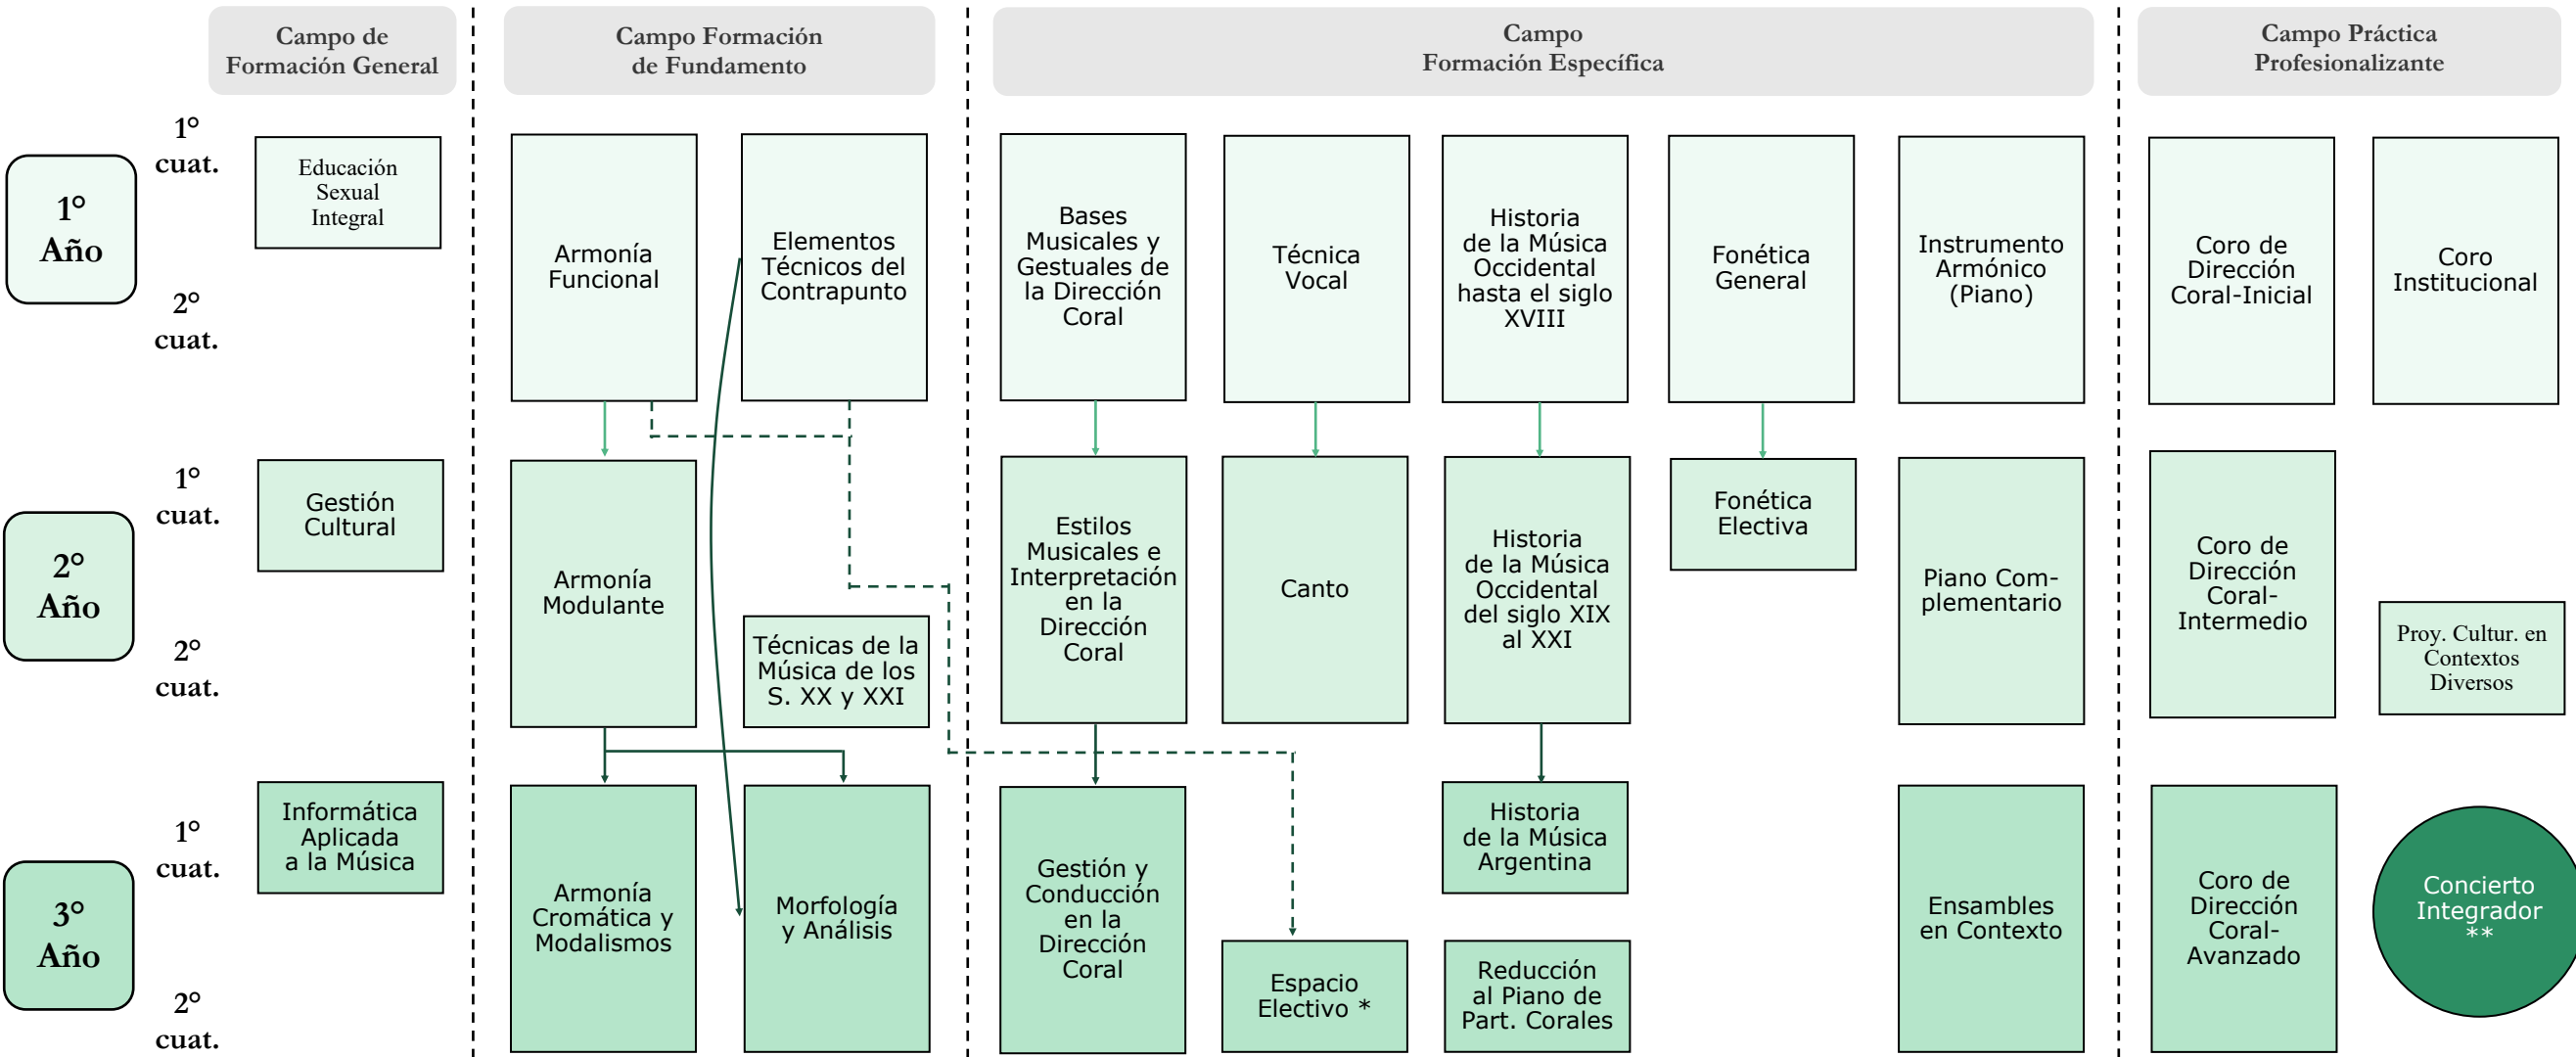 Campo de
Formación General
Campo Formación
de Fundamento
Campo
Formación Específica
Campo Práctica
Profesionalizante
1°
Año
1°
cuat.
2°
cuat.
Educación
Sexual
Integral
Armonía
Funcional
Elementos
Técnicos del
Contrapunto
Bases
Musicales y
Gestuales de
la Dirección
Coral
Técnica
Vocal
Historia
de la Música
Occidental
hasta el siglo
XVIII
Fonética
General
Instrumento
Armónico
(Piano)
Coro de
Dirección
Coral-Inicial
Coro
Institucional
2°
Año
1°
cuat.
2°
cuat.
Gestión
Cultural
Armonía
Modulante
Técnicas de la
Música de los
S. XX y XXI
Estilos
Musicales e
Interpretación
en la
Dirección
Coral
Canto
Historia
de la Música
Occidental
del siglo XIX
al XXI
Fonética
Electiva
Piano Com-
plementario
Coro de
Dirección
Coral-
Intermedio
Proy. Cultur. en
Contextos
Diversos
3°
Año
1°
cuat.
2°
cuat.
Informática
Aplicada
a la Música
Armonía
Cromática y
Modalismos
Morfología
y Análisis
Gestión y
Conducción
en la
Dirección
Coral
Espacio
Electivo *
Historia
de la Música
Argentina
Reducción
al Piano de
Part. Corales
Ensambles
en Contexto
Coro de
Dirección
Coral-
Avanzado
Concierto
Integrador
**